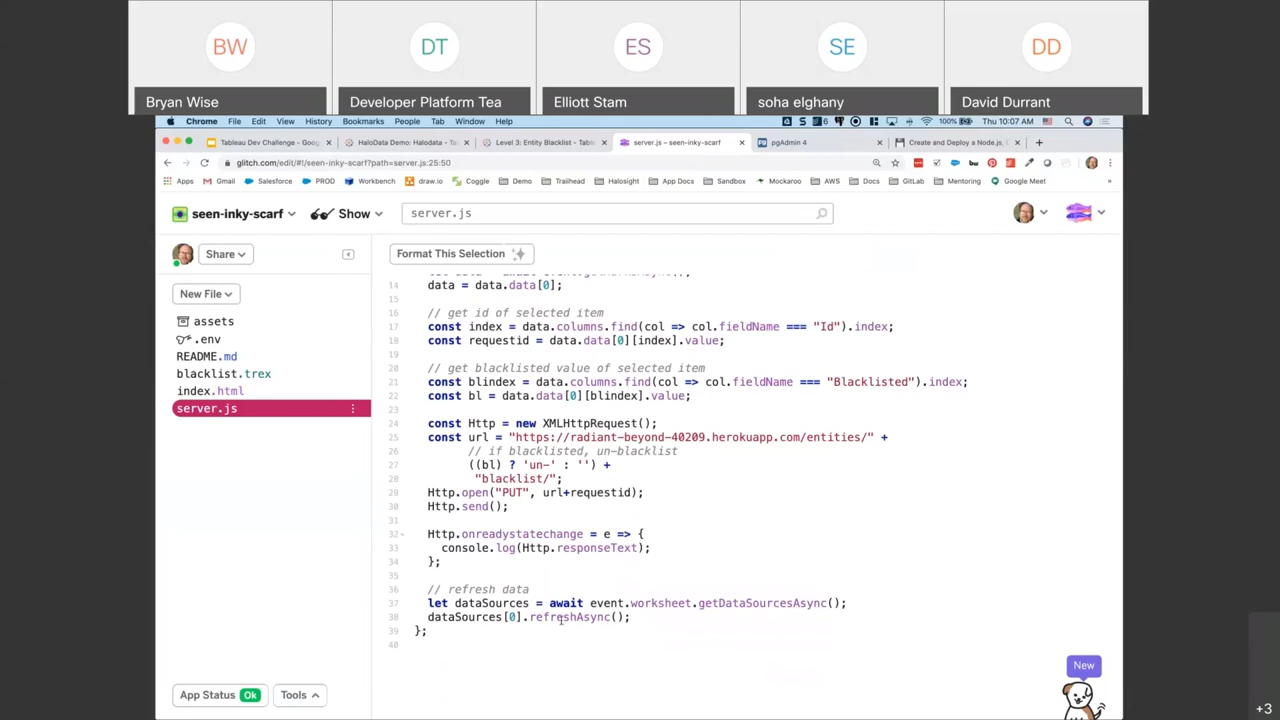 BW
DT
ES
SE
DD
Bryan Wise
Developer Platform Tea
Elliott Stam
soha elghany
David Durrant
Chrome File Edit View History Bookmarks People Tab Window Help
6 100% Thu 10:07 AM
Tableau Dev Challenge - Goog
HaloData Demo: Halodata - Tab
Level 3: Entity Blacklist - Table
server.js – seen-inky-scarf
pgAdmin 4
Create and Deploy a Node.js,
glitch.com/edit/#!/seen-inky-scarf?path=server.js:25:50
Apps Gmail Salesforce PROD Workbench draw.io Coggle Demo Trailhead Halosight App Docs Sandbox Mockaroo AWS Docs GitLab Mentoring Google Meet »
seen-inky-scarf
Show
server.js
Share
Format This Selection
New File
assets
.env
README.md
blacklist.trex
index.html
server.js
14 data = data.data[0];
15
16 // get id of selected item
17 const index = data.columns.find(col => col.fieldName === "Id").index;
18 const requestid = data.data[0][index].value;
19
20 // get blacklisted value of selected item
21 const blindex = data.columns.find(col => col.fieldName === "Blacklisted").index;
22 const bl = data.data[0][blindex].value;
23
24 const Http = new XMLHttpRequest();
25 const url = "https://radiant-beyond-40209.herokuapp.com/entities/" +
26 // if blacklisted, un-blacklist
27 ((bl) ? 'un-' : '') +
28 "blacklist/";
29 Http.open("PUT", url+requestid);
30 Http.send();
31
32 Http.onreadystatechange = e => {
33 console.log(Http.responseText);
34 };
35
36 // refresh data
37 let dataSources = await event.worksheet.getDataSourcesAsync();
38 dataSources[0].refreshAsync();
39 };
40
App Status Ok
Tools
New
+3